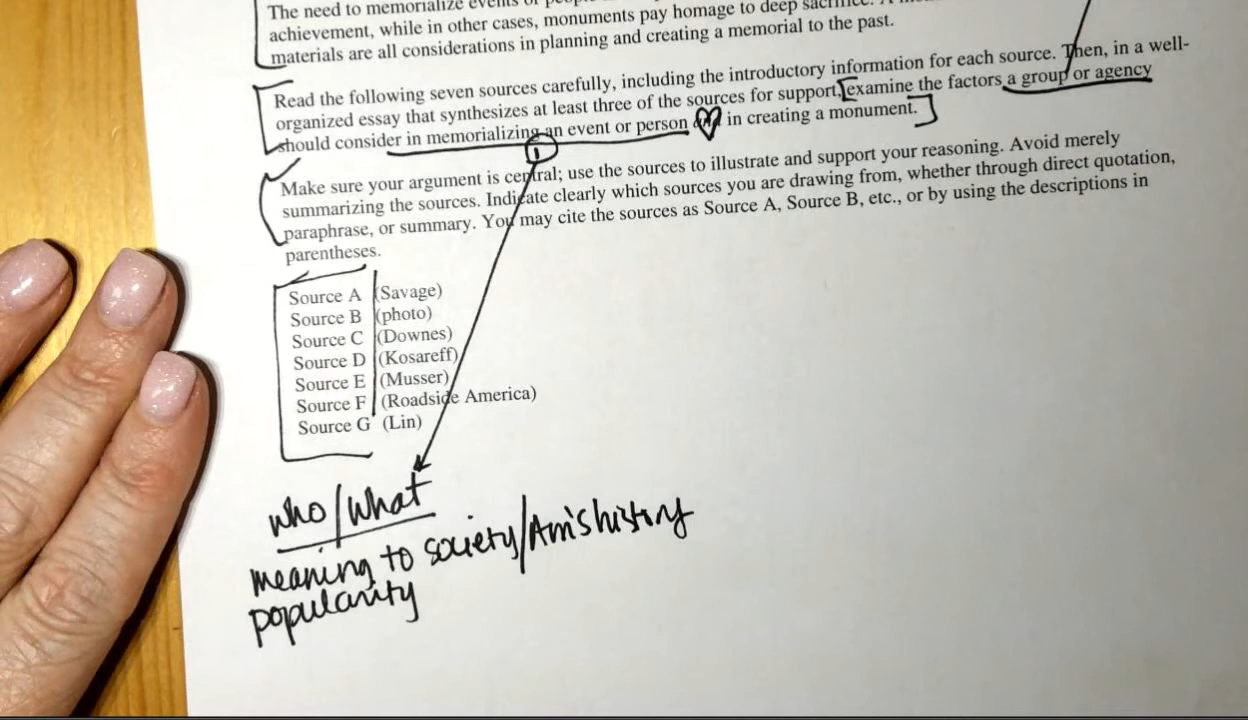 The need to memorialize events or people
achievement, while in other cases, monuments pay homage to deep sacrifice. A
materials are all considerations in planning and creating a memorial to the past.
Read the following seven sources carefully, including the introductory information for each source. Then, in a well-
organized essay that synthesizes at least three of the sources for support, examine the factors a group or agency
should consider in memorializing an event or person in creating a monument.
1
Make sure your argument is central; use the sources to illustrate and support your reasoning. Avoid merely
summarizing the sources. Indicate clearly which sources you are drawing from, whether through direct quotation,
paraphrase, or summary. You may cite the sources as Source A, Source B, etc., or by using the descriptions in
parentheses.
Source A (Savage)
Source B (photo)
Source C (Downes)
Source D (Kosareff)
Source E (Musser)
Source F (Roadside America)
Source G (Lin)
who/what
meaning to society/Am's history
popularity